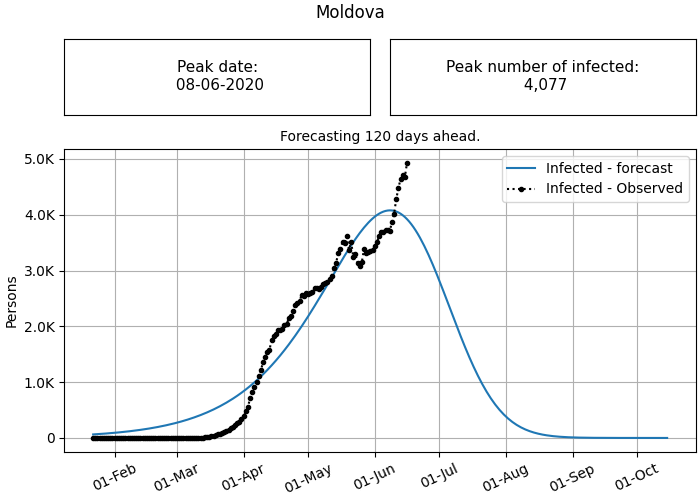 Moldova
Peak date:
08-06-2020
Peak number of infected:
4,077
Forecasting 120 days ahead.
5.0K
4.0K
3.0K
2.0K
1.0K
0
Persons
Infected - forecast
Infected - Observed
01-Feb
01-Mar
01-Apr
01-May
01-Jun
01-Jul
01-Aug
01-Sep
01-Oct